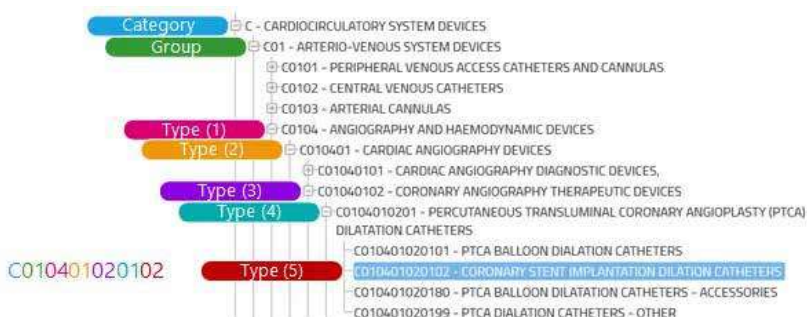 Category C - CARDIOCIRCULATORY SYSTEM DEVICES
Group C01 - ARTERIO-VENOUS SYSTEM DEVICES
C0101 - PERIPHERAL VENOUS ACCESS CATHETERS AND CANNULAS
C0102 - CENTRAL VENOUS CATHETERS
C0103 - ARTERIAL CANNULAS
Type (1) C0104 - ANGIOGRAPHY AND HAEMODYNAMIC DEVICES
Type (2) C010401 - CARDIAC ANGIOGRAPHY DEVICES
C01040101 - CARDIAC ANGIOGRAPHY DIAGNOSTIC DEVICES,
Type (3) C01040102 - CORONARY ANGIOGRAPHY THERAPEUTIC DEVICES
Type (4) C0104010201 - PERCUTANEOUS TRANSLUMINAL CORONARY ANGIOPLASTY (PTCA)
DILATATION CATHETERS
C010401020101 - PTCA BALLOON DIALATION CATHETERS
C010401020102 Type (5) C010401020102 - CORONARY STENT IMPLANTATION DILATION CATHETERS
C010401020180 - PTCA BALLOON DILATATION CATHETERS - ACCESSORIES
C010401020199 - PTCA DIALATION CATHETERS - OTHER